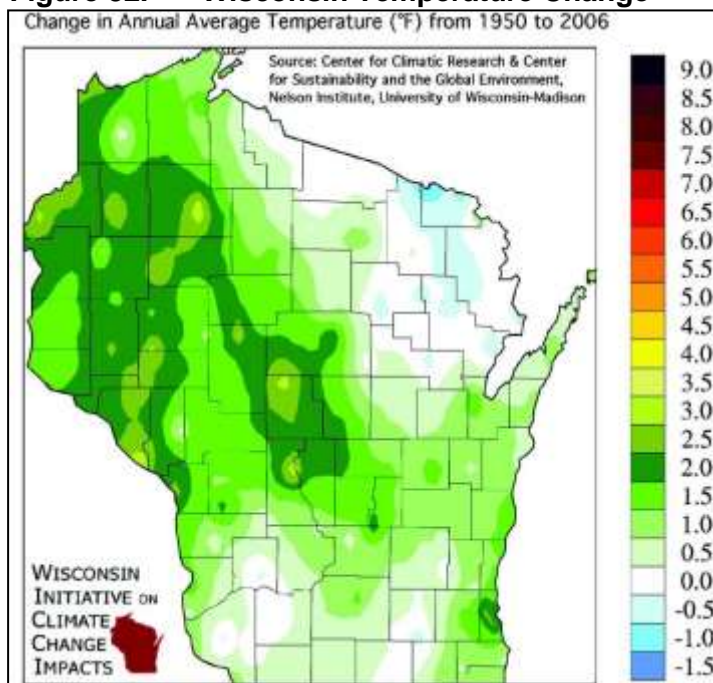 Change in Annual Average Temperature (°F) from 1950 to 2006
Source: Center for Climatic Research & Center
for Sustainability and the Global Environment,
Nelson Institute, University of Wisconsin-Madison
9.0
8.5
8.0
7.5
7.0
6.5
6.0
5.5
5.0
4.5
4.0
3.5
3.0
2.5
2.0
1.5
1.0
0.5
0.0
-0.5
-1.0
-1.5
WISCONSIN
INITIATIVE ON
CLIMATE
CHANGE
IMPACTS